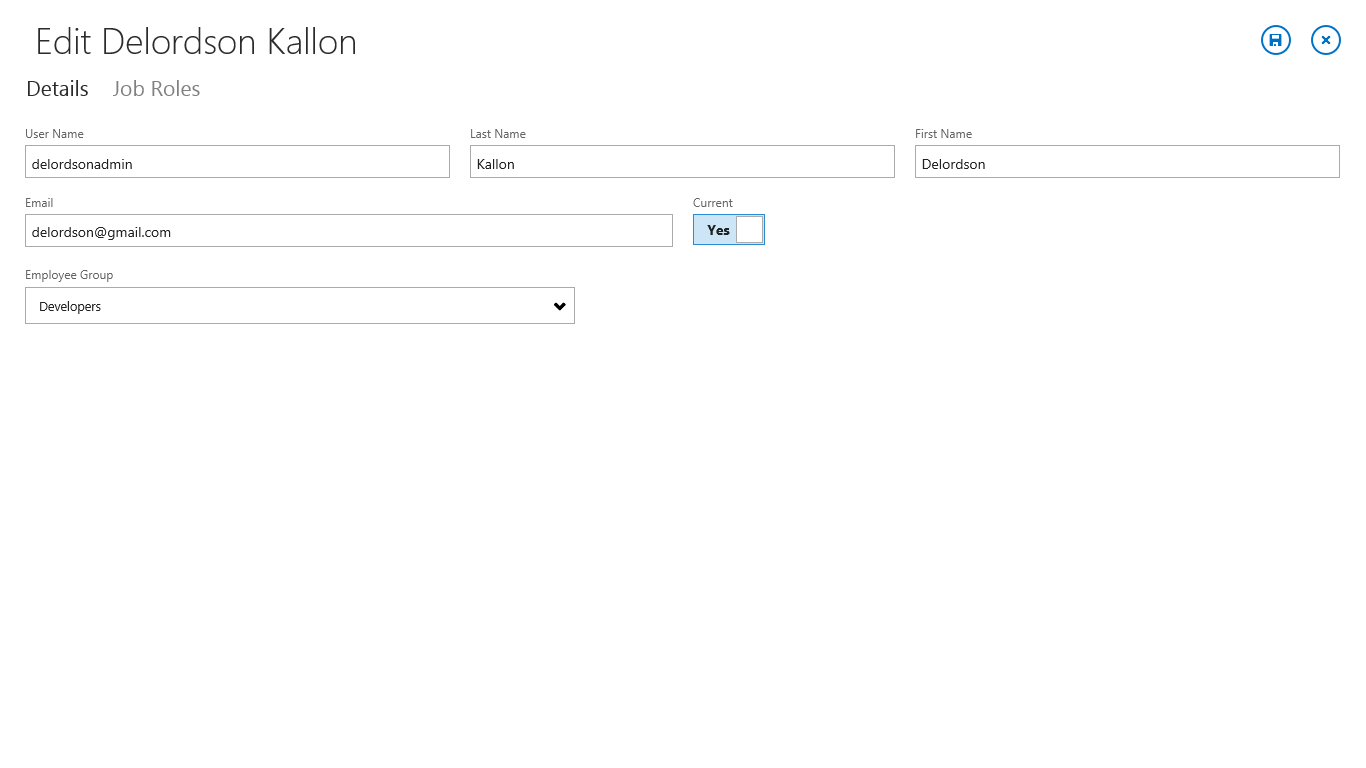 Edit Delordson Kallon
Details Job Roles
User Name Last Name First Name
delordsonadmin Kallon Delordson
Email Current
delordson@gmail.com Yes
Employee Group
Developers